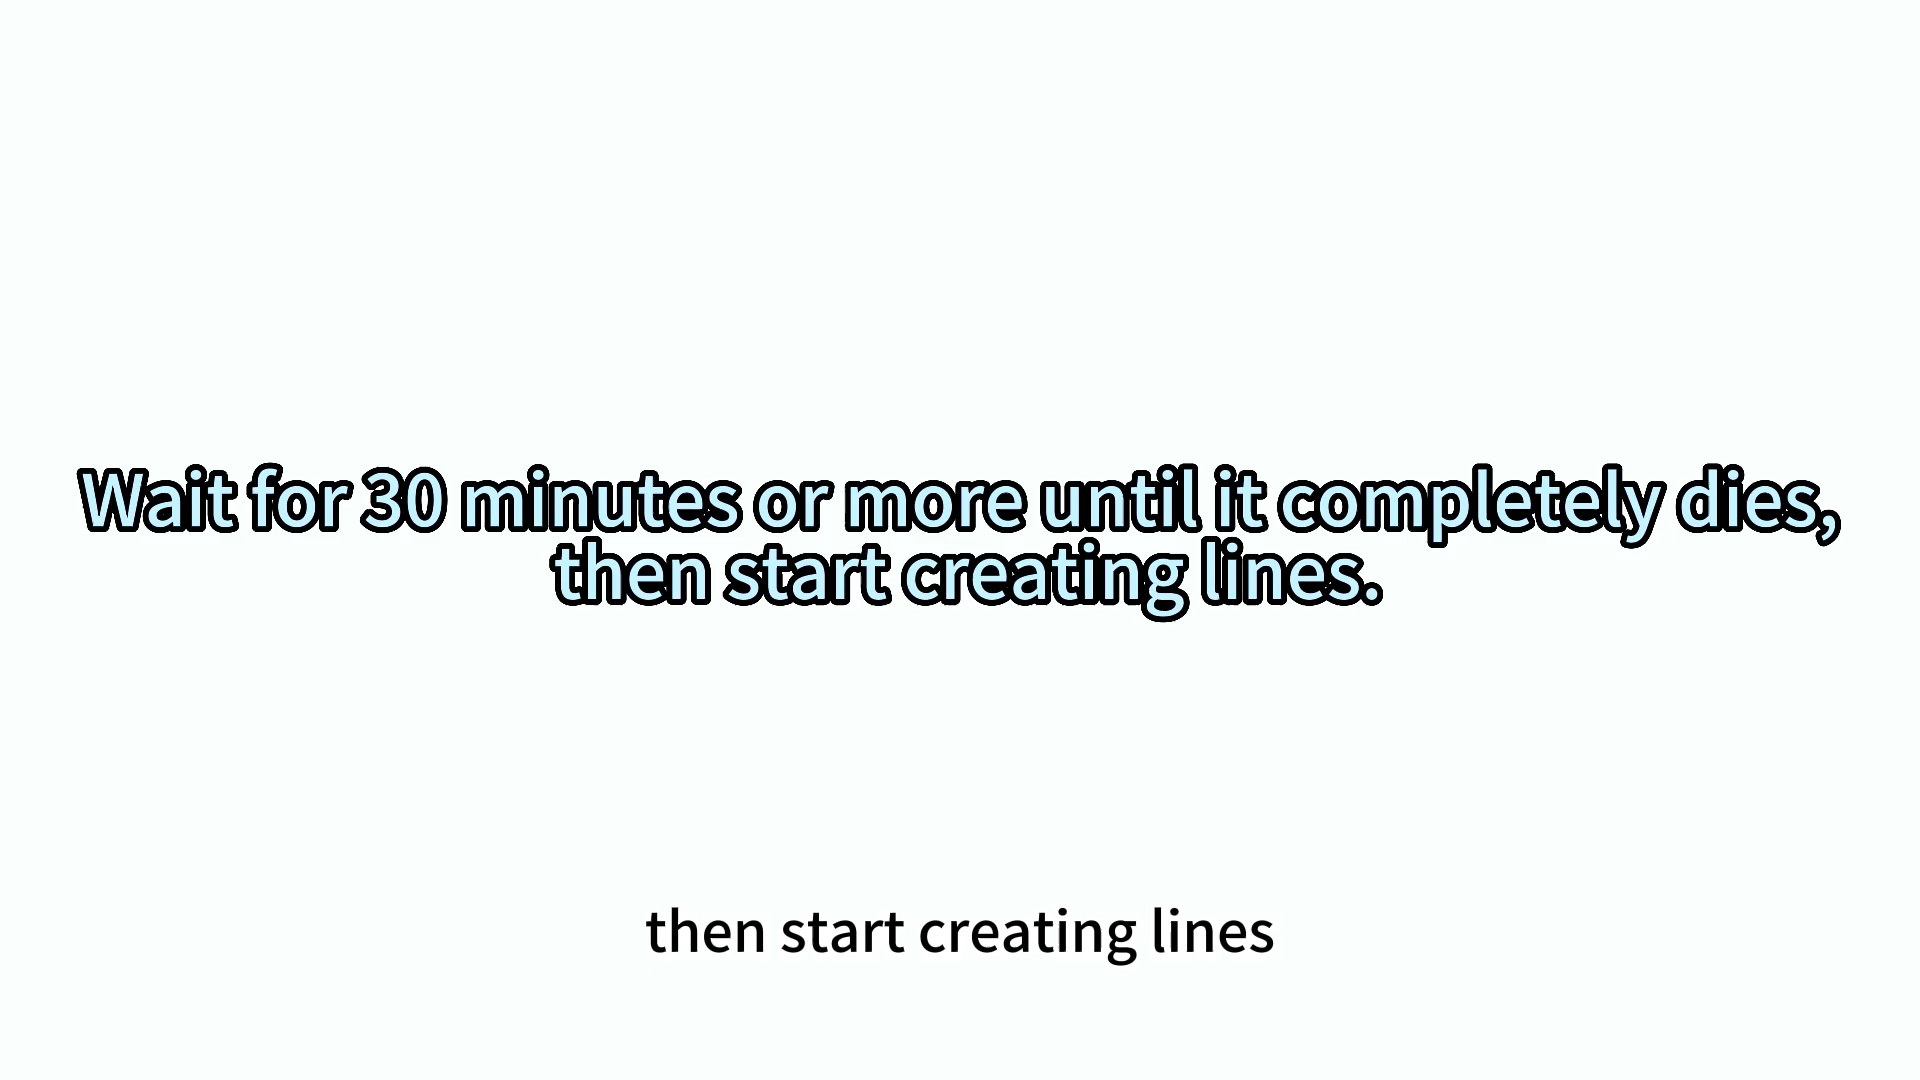 Wait for 30 minutes or more until it completely dies,
then start creating lines.
then start creating lines